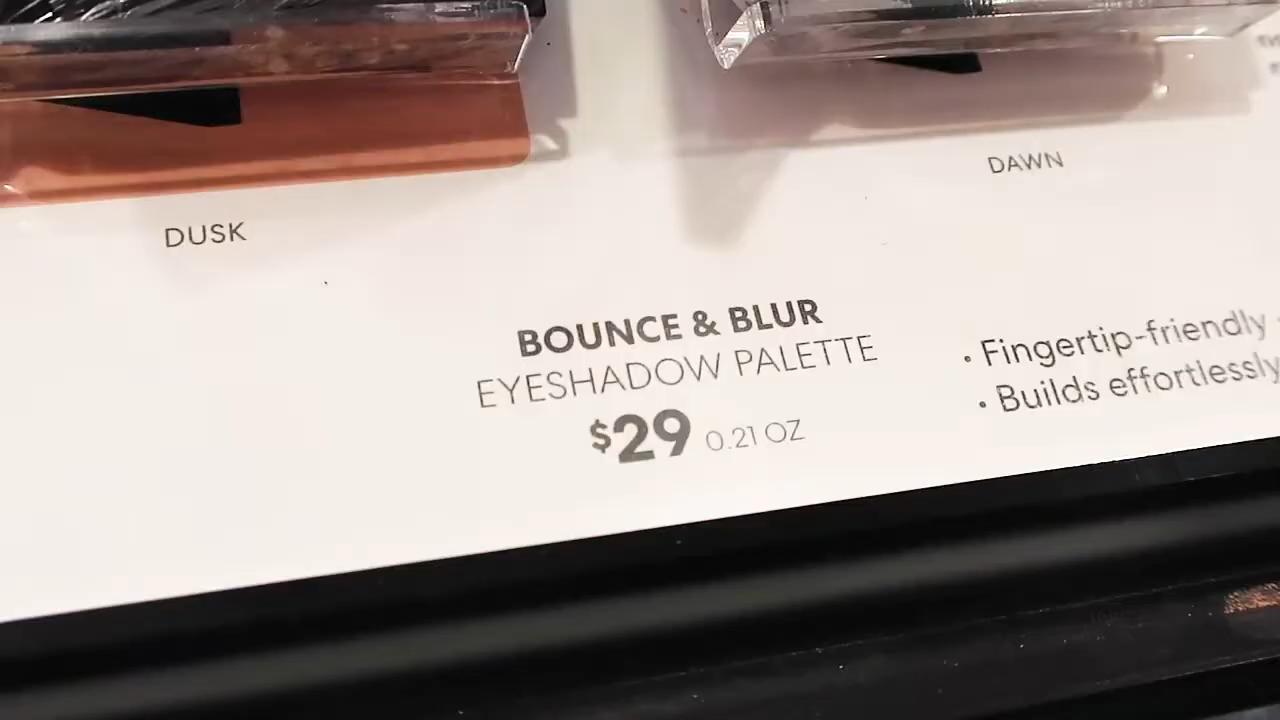 DUSK
DAWN
BOUNCE & BLUR
EYESHADOW PALETTE
$29 0.21 OZ
• Fingertip-friendly
• Builds effortlessly